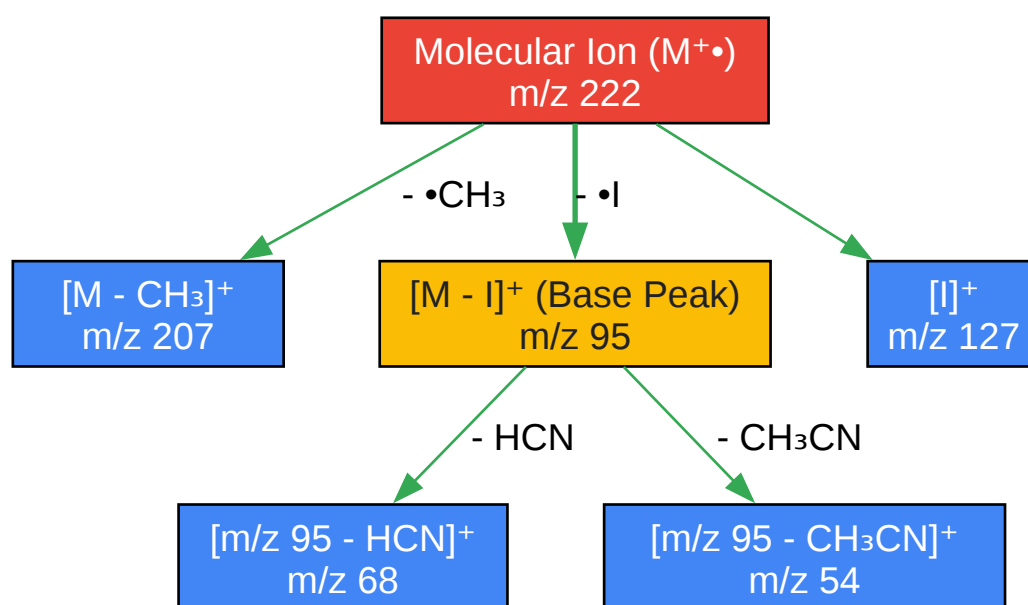 Molecular Ion (M⁺•)
m/z 222
- •CH₃
- •I
[M - CH₃]⁺
m/z 207
[M - I]⁺ (Base Peak)
m/z 95
[I]⁺
m/z 127
- HCN
- CH₃CN
[m/z 95 - HCN]⁺
m/z 68
[m/z 95 - CH₃CN]⁺
m/z 54